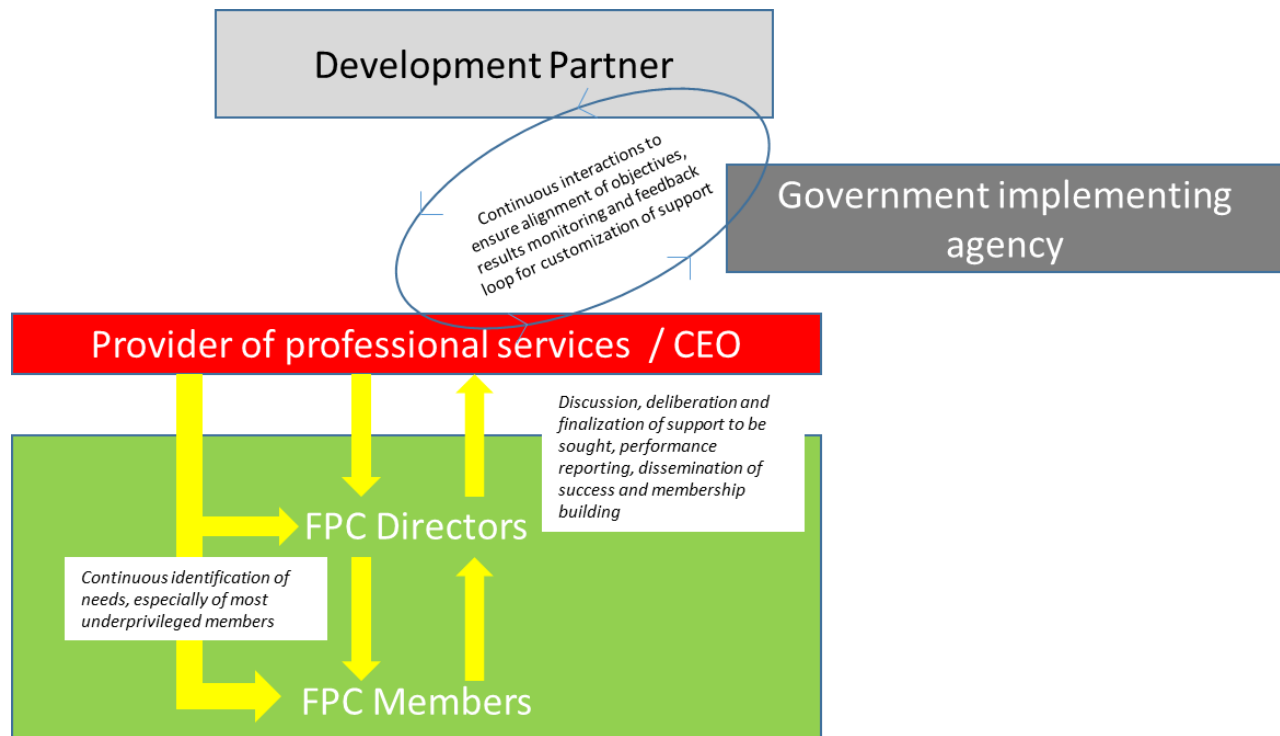 Development Partner
Continuous interactions to
ensure alignment of objectives,
results monitoring and feedback
loop for customization of support
Government implementing
agency
Provider of professional services / CEO
Discussion, deliberation and
finalization of support to be
sought, performance
reporting, dissemination of
success and membership
building
FPC Directors
Continuous identification of
needs, especially of most
underprivileged members
FPC Members